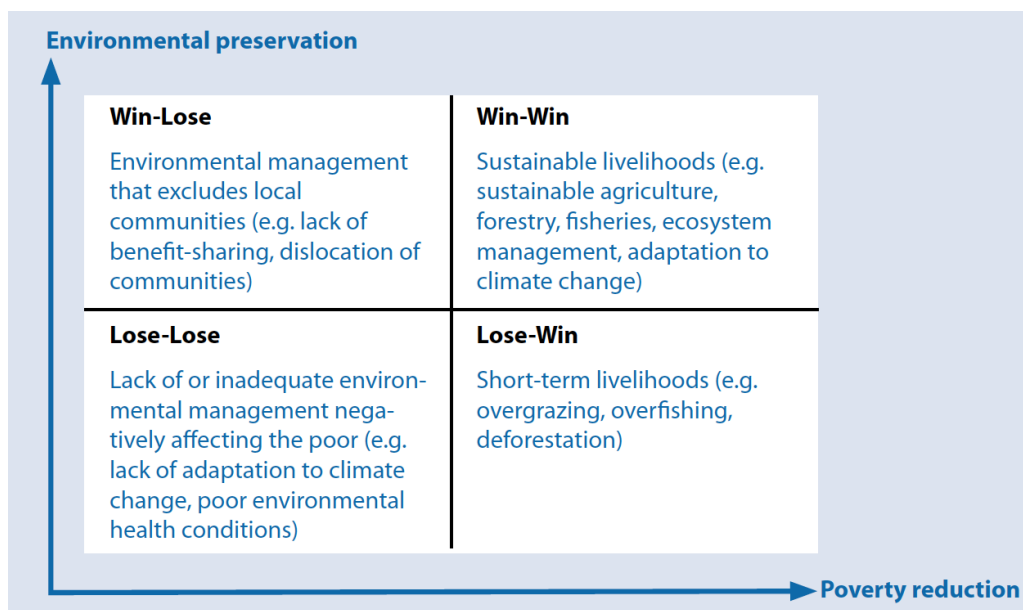 Environmental preservation
Win-Lose
Environmental management
that excludes local
communities (e.g. lack of
benefit-sharing, dislocation of
communities)
Win-Win
Sustainable livelihoods (e.g.
sustainable agriculture,
forestry, fisheries, ecosystem
management, adaptation to
climate change)
Lose-Lose
Lack of or inadequate environ-
mental management nega-
tively affecting the poor (e.g.
lack of adaptation to climate
change, poor environmental
health conditions)
Lose-Win
Short-term livelihoods (e.g.
overgrazing, overfishing,
deforestation)
Poverty reduction